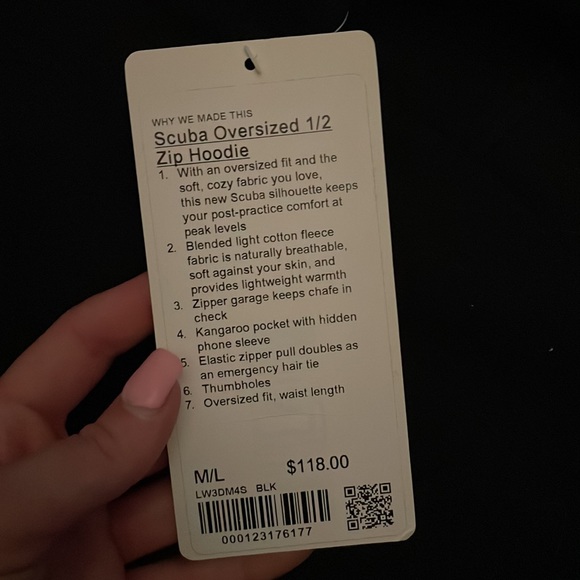 WHY WE MADE THIS
Scuba Oversized 1/2
Zip Hoodie
1. With an oversized fit and the
soft, cozy fabric you love,
this new Scuba silhouette keeps
your post-practice comfort at
peak levels
2. Blended light cotton fleece
fabric is naturally breathable,
soft against your skin, and
provides lightweight warmth
3. Zipper garage keeps chafe in
check
4. Kangaroo pocket with hidden
phone sleeve
5. Elastic zipper pull doubles as
an emergency hair tie
6. Thumbholes
7. Oversized fit, waist length
M/L $118.00
LW3DM4S BLK
000123176177